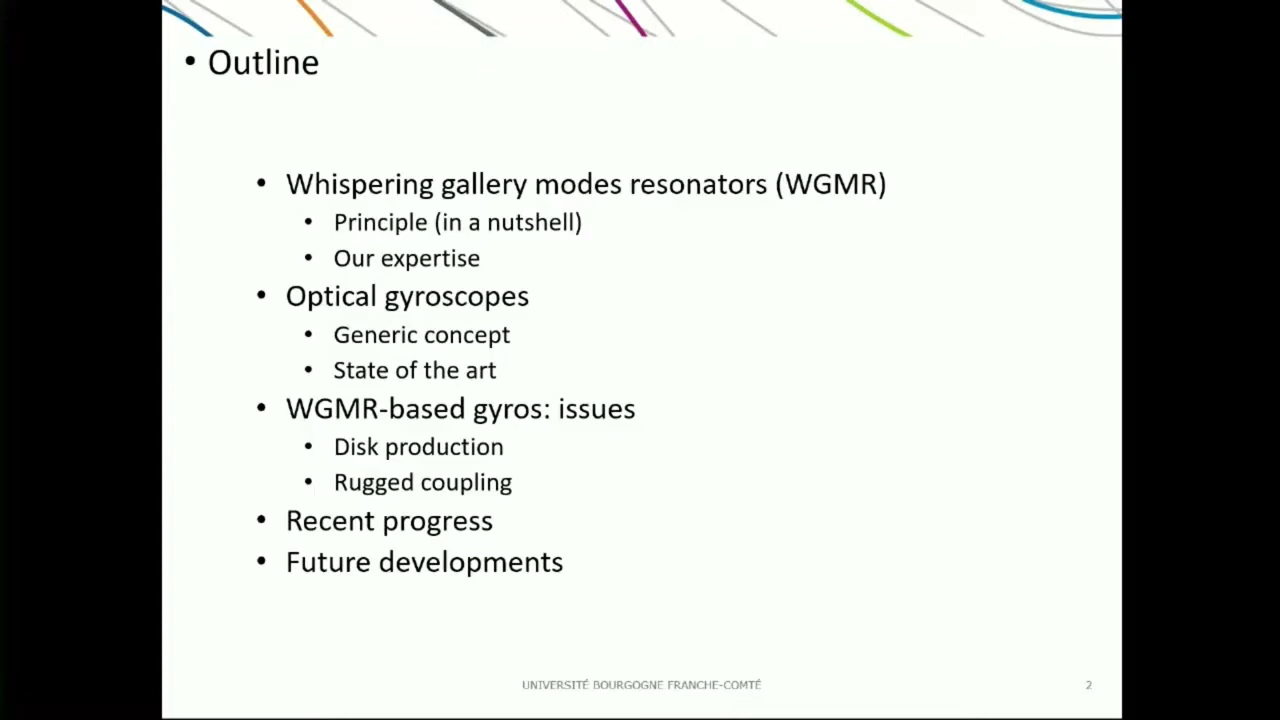 • Outline
• Whispering gallery modes resonators (WGMR)
• Principle (in a nutshell)
• Our expertise
• Optical gyroscopes
• Generic concept
• State of the art
• WGMR-based gyros: issues
• Disk production
• Rugged coupling
• Recent progress
• Future developments
UNIVERSITÉ BOURGOGNE FRANCHE-COMTÉ
2